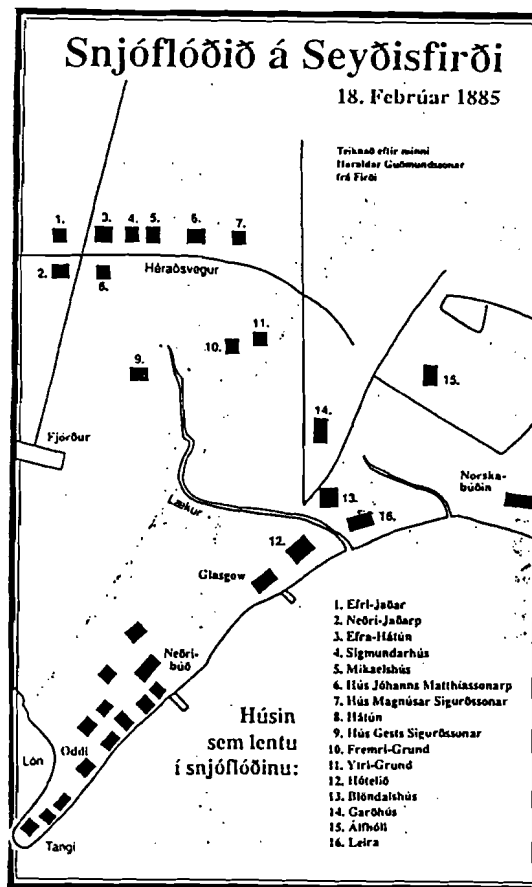 Snjóflóðið á Seyðisfirði
18. Febrúar 1885
Teiknað eftir minni
Haraldar Guðmundssonar
frá Firði
1.
3.
4.
5.
6.
7.
2.
6.
Héraðsvegur
11.
10.
9.
15.
14.
Fjörður
Norska-
búðin
13.
16.
Lækur
12.
Glasgow
Neðri-
búð
Oddi
Lón
Tangi
Húsin
sem lentu
í snjóflóðinu:
1. Efri-Jaðar
2. Neðri-Jaðarp
3. Efra-Hátún
4. Sigmundarhús
5. Mikaelshús
6. Hús Jóhanns Matthíassonarp
7. Hús Magnúsar Sigurðssonar
8. Hátún
9. Hús Gests Sigurðssonar
10. Fremri-Grund
11. Ytri-Grund
12. Hótelið
13. Blöndalshús
14. Garðhús
15. Álfhóll
16. Leira